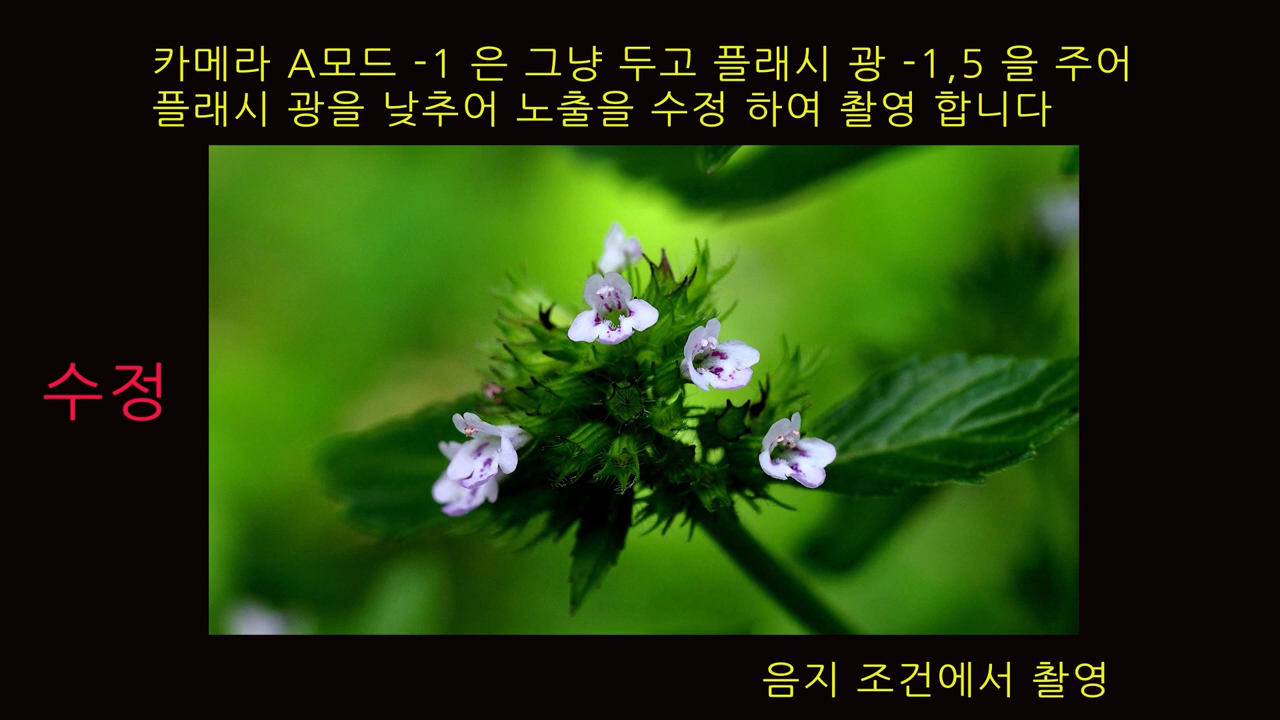 카메라 A모드 -1 은 그냥 두고 플래시 광 -1,5 을 주어
플래시 광을 낮추어 노출을 수정 하여 촬영 합니다
수정
음지 조건에서 촬영